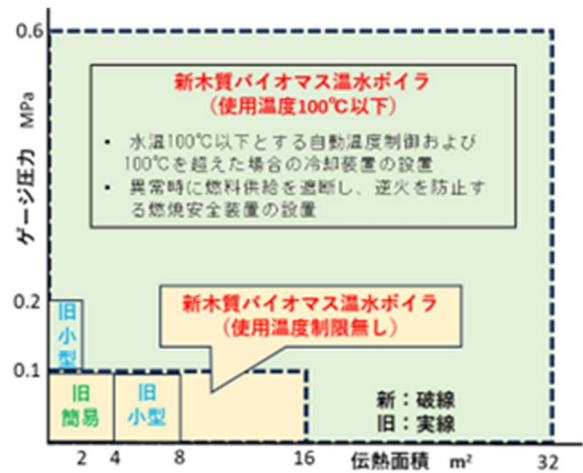 0.6
新木質バイオマス温水ボイラ
(使用温度100℃以下)
• 水温100℃以下とする自動温度制御および
100℃を超えた場合の冷却装置の設置
• 異常時に燃料供給を遮断し、逆火を防止す
る燃焼安全装置の設置
ゲージ圧力 MPa
0.2
旧
小
型
新木質バイオマス温水ボイラ
(使用温度制限無し)
0.1
旧
簡易
旧
小型
新:破線
旧:実線
2 4 8 16 伝熱面積 m² 32